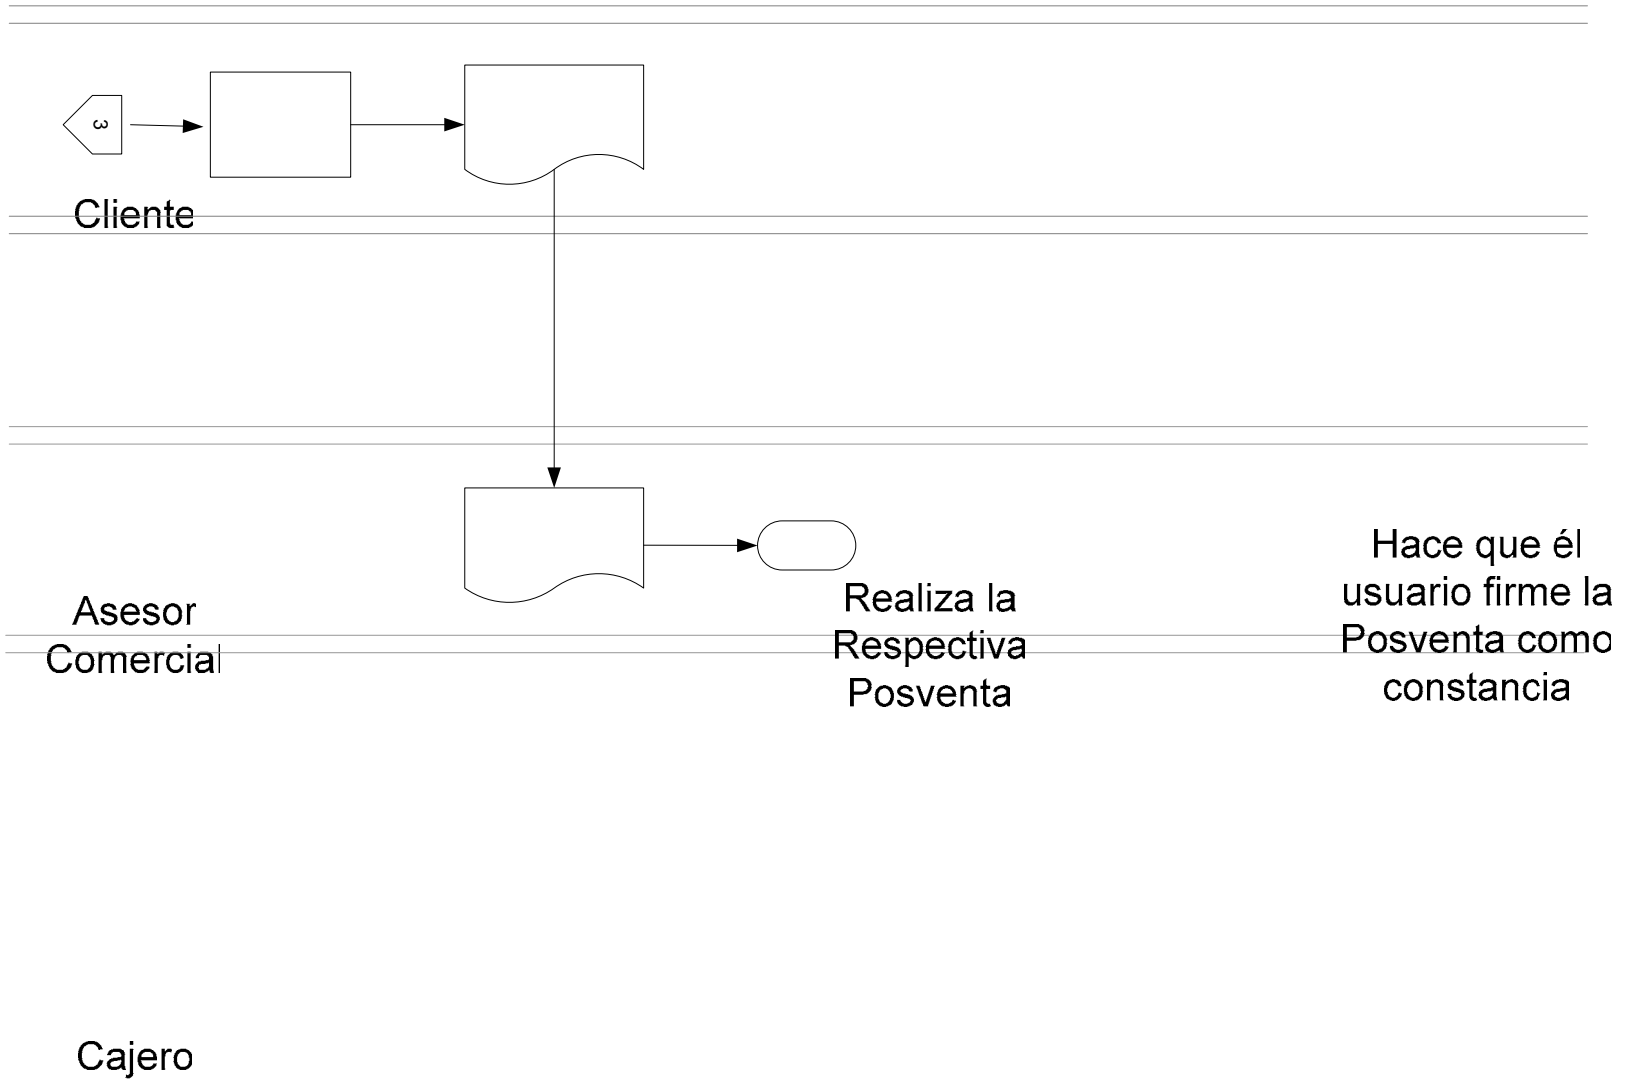 3
Cliente
Asesor
Comercial
Realiza la
Respectiva
Posventa
Hace que él
usuario firme la
Posventa como
constancia
Cajero